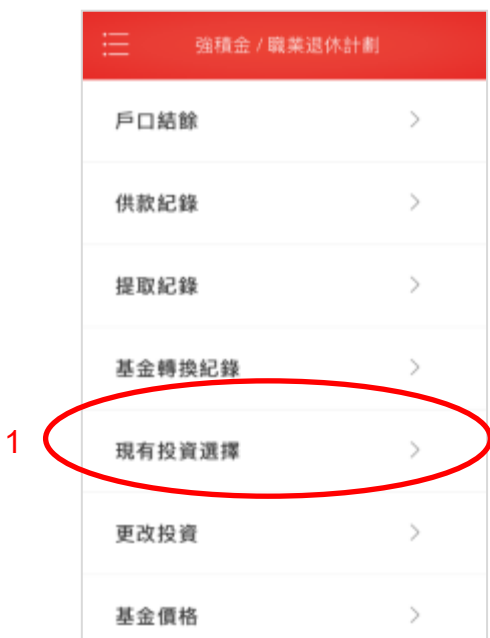 強積金 / 職業退休計劃
戶口結餘
供款紀錄
提取紀錄
基金轉換紀錄
1
現有投資選擇
更改投資
基金價格